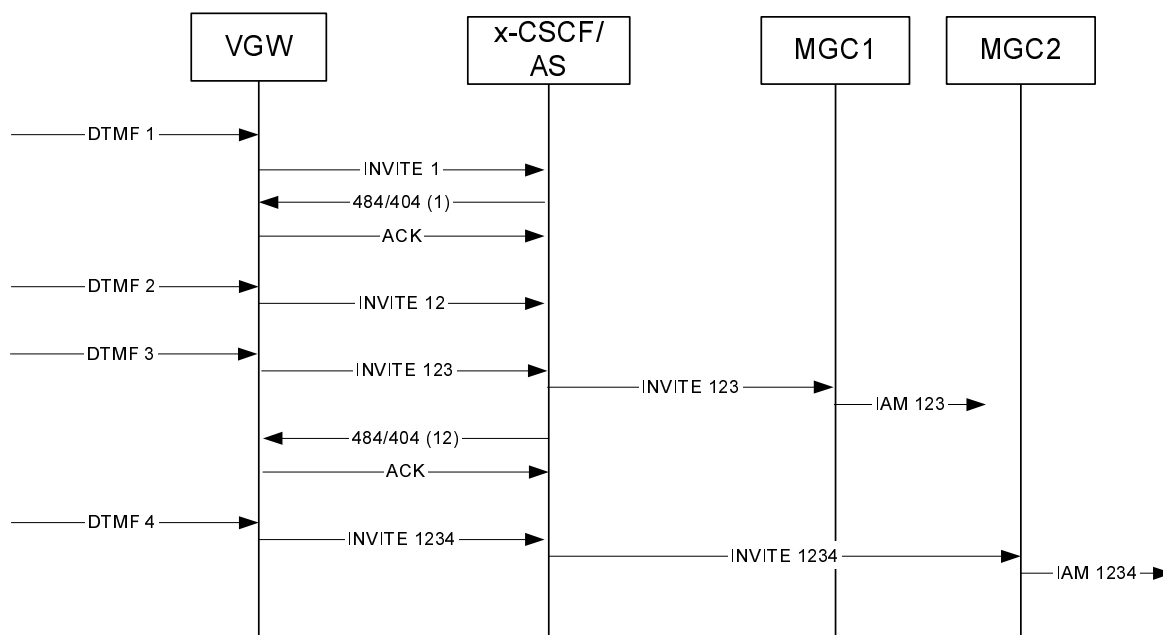 VGW
x-CSCF/
AS
MGC1
MGC2
DTMF 1
INVITE 1
484/404 (1)
ACK
DTMF 2
INVITE 12
DTMF 3
INVITE 123
INVITE 123
IAM 123
484/404 (12)
ACK
DTMF 4
INVITE 1234
INVITE 1234
IAM 1234